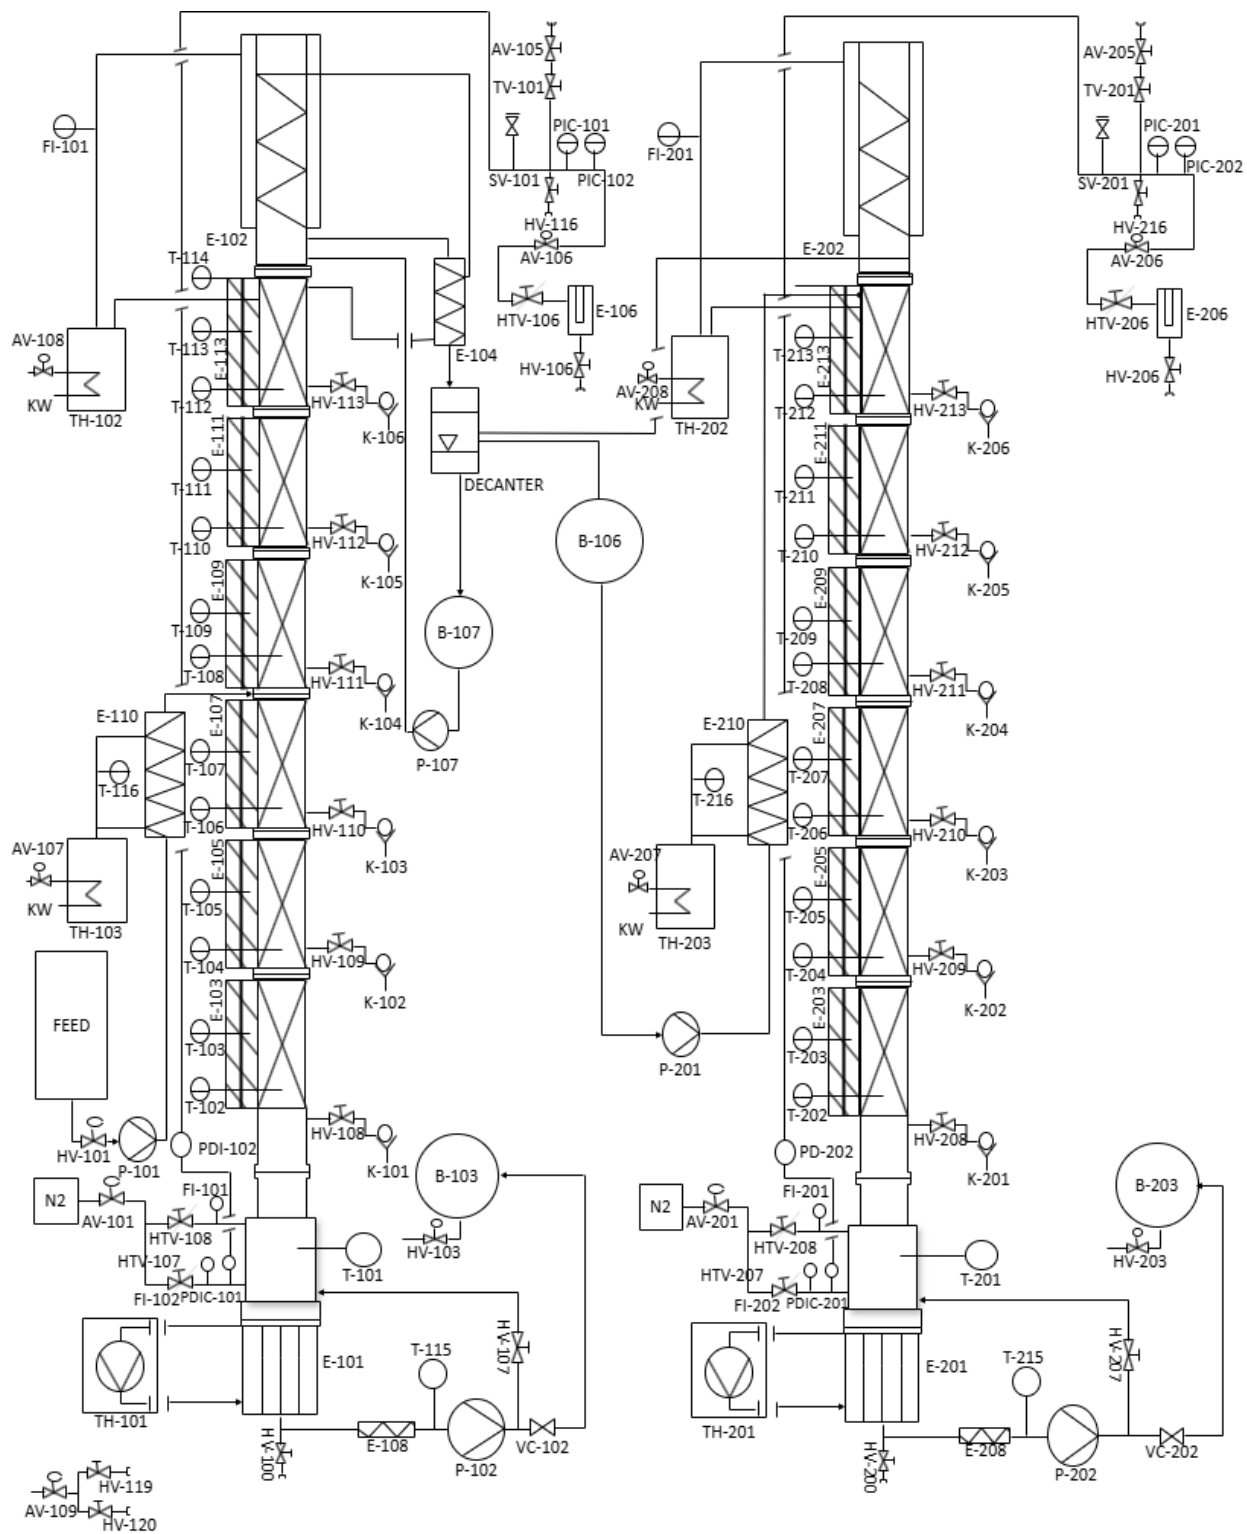 AV-105
TV-101
PIC-101
FI-101
SV-101
PIC-102
HV-116
E-102
AV-106
T-114
HTV-106
E-106
AV-108
T-113
E-113
E-104
HV-106
KW
T-112
HV-113
TH-102
K-106
E-111
T-111
DECANTER
T-110
HV-112
B-106
K-105
E-109
T-109
B-107
T-108
HV-111
K-104
E-107
E-110
P-107
T-107
T-116
T-106
HV-110
AV-107
E-105
K-103
KW
T-105
TH-103
T-104
HV-109
K-102
E-103
FEED
T-103
T-102
HV-108
HV-101
P-101
PDI-102
K-101
B-103
N2
FI-101
AV-101
HTV-108
HV-103
HTV-107
T-101
FI-102
PDIC-101
E-101
T-115
HV-107
TH-101
E-108
VC-102
P-102
HV-100
HV-119
AV-109
HV-120
AV-205
TV-201
PIC-201
FI-201
SV-201
PIC-202
HV-216
E-202
AV-206
HTV-206
E-206
T-213
E-213
HV-206
AV-208
KW
T-212
HV-213
TH-202
K-206
E-211
T-211
T-210
HV-212
K-205
E-209
T-209
T-208
HV-211
K-204
E-207
E-210
T-207
T-216
T-206
HV-210
AV-207
E-205
K-203
T-205
KW
TH-203
T-204
HV-209
K-202
E-203
T-203
P-201
T-202
HV-208
PD-202
K-201
B-203
N2
FI-201
AV-201
HTV-208
HV-203
HTV-207
T-201
FI-202
PDIC-201
HV-207
E-201
T-215
TH-201
E-208
VC-202
P-202
HV-200